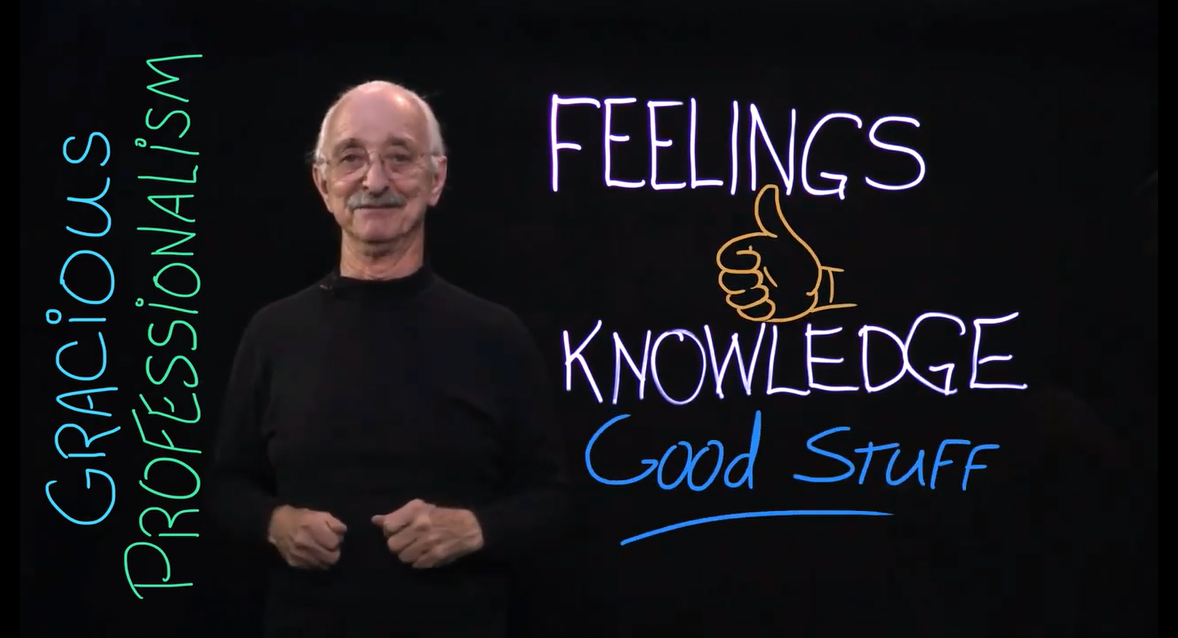 GRACiOUS
PROFESSiONALiSM
FEELINGS
KNOWLEDGE
Good STUFF